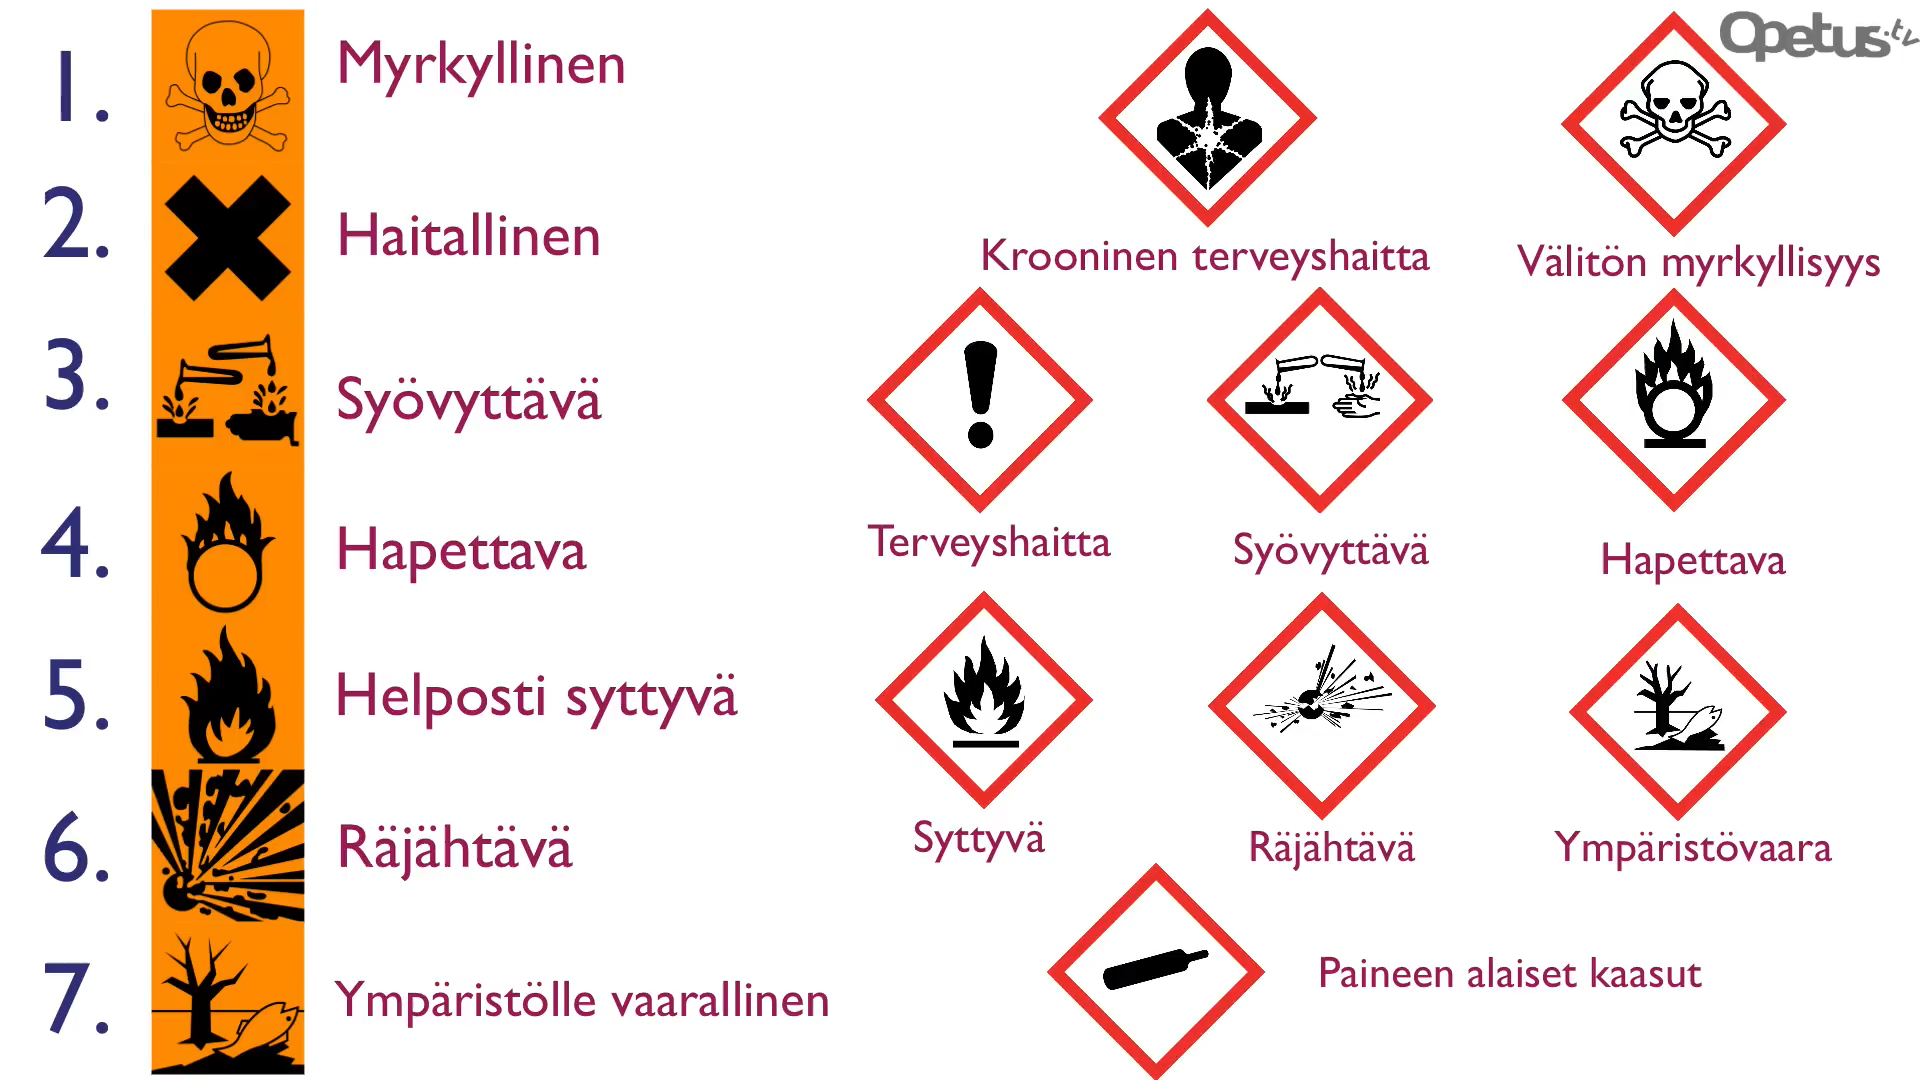 1. Myrkyllinen
2. Haitallinen
3. Syövyttävä
4. Hapettava
5. Helposti syttyvä
6. Räjähtävä
7. Ympäristölle vaarallinen
Opetus.tv
Krooninen terveyshaitta
Välitön myrkyllisyys
Terveyshaitta
Syövyttävä
Hapettava
Syttyvä
Räjähtävä
Ympäristövaara
Paineen alaiset kaasut